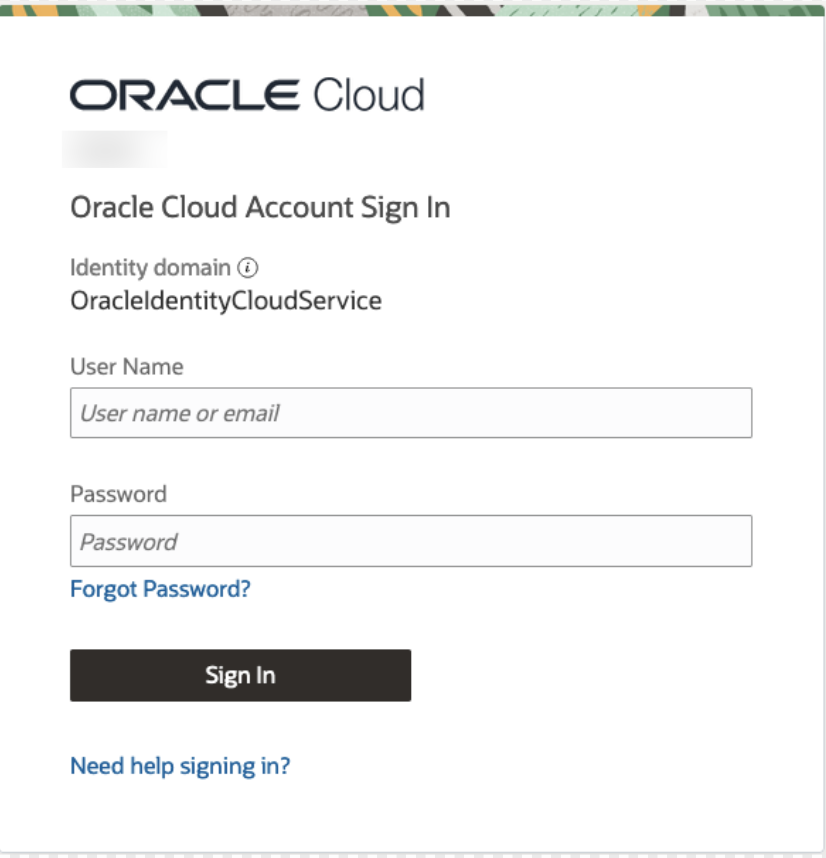 ORACLE Cloud
Oracle Cloud Account Sign In
Identity domain i
OracleIdentityCloudService
User Name
User name or email
Password
Password
Forgot Password?
Sign In
Need help signing in?